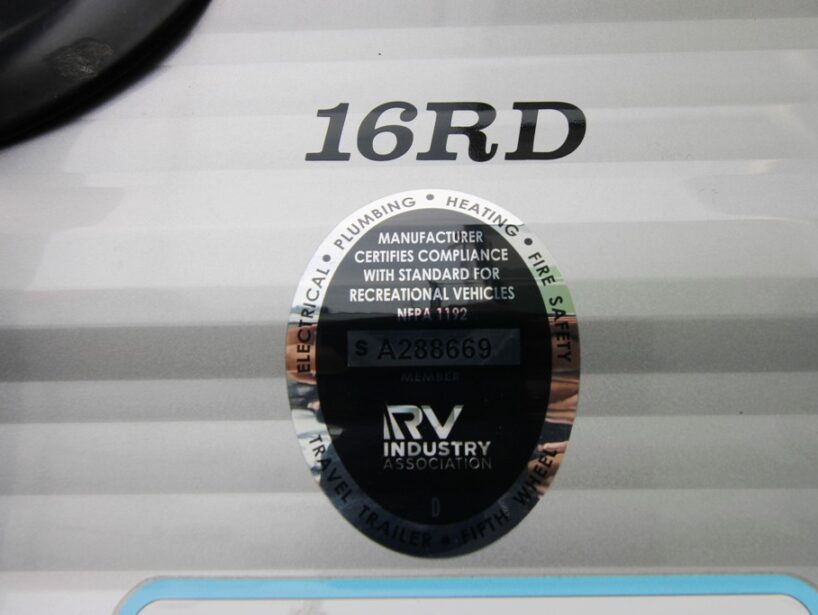 16RD
ELECTRICAL • PLUMBING • HEATING • FIRE SAFETY
MANUFACTURER
CERTIFIES COMPLIANCE
WITH STANDARD FOR
RECREATIONAL VEHICLES
NFPA 1192
S A288669
MEMBER
RV
INDUSTRY
ASSOCIATION
D
TRAVEL TRAILER • FIFTH WHEEL